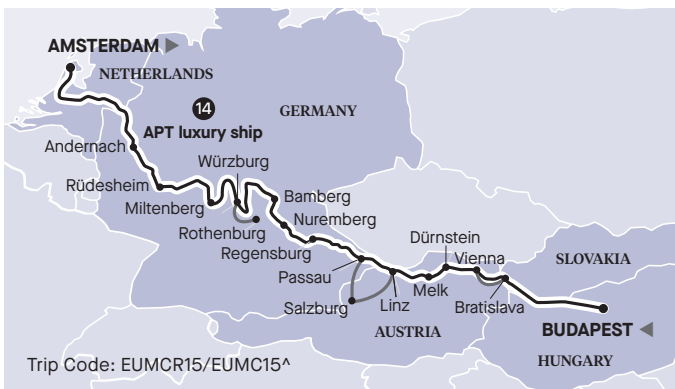 AMSTERDAM ▶
NETHERLANDS
14
APT luxury ship
GERMANY
Andernach
Würzburg
Rüdesheim
Miltenberg
Bamberg
Rothenburg
Nuremberg
Regensburg
Dürnstein
Passau
Vienna
SLOVAKIA
Salzburg
Linz
Melk
Bratislava
AUSTRIA
BUDAPEST ◀
HUNGARY
Trip Code: EUMCR15/EUMC15^